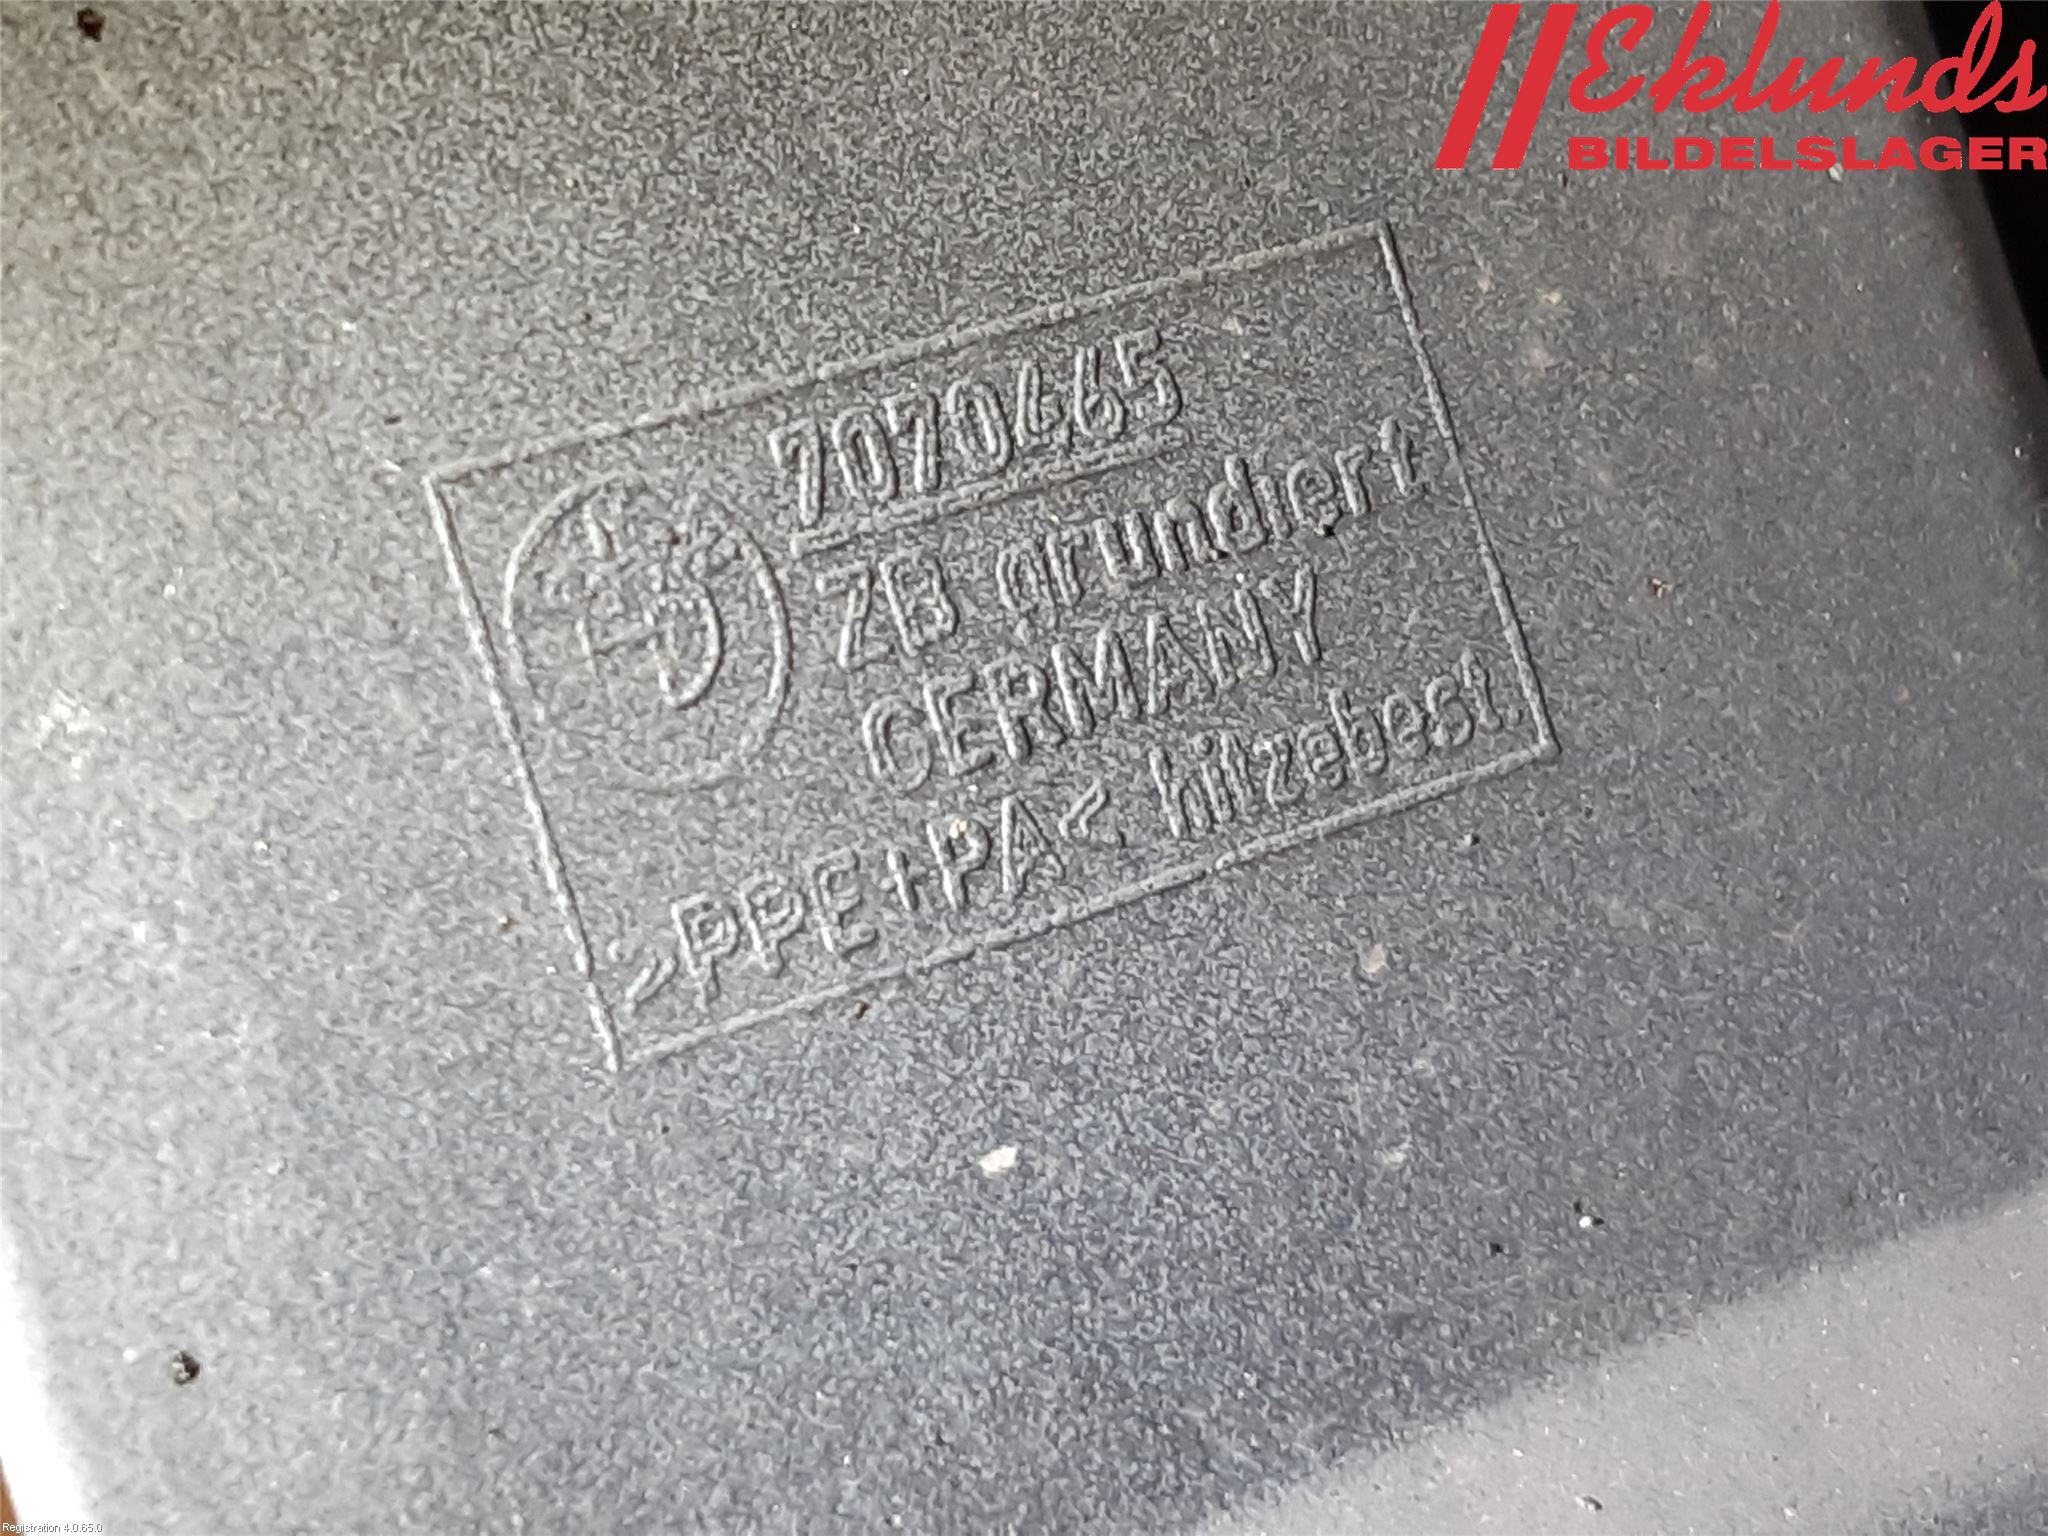 Eklunds
BILDELSLAGER
7070465
ZB grundiert
GERMANY
>PPE+PA< hitzebest.
Registration 4.0.65.0